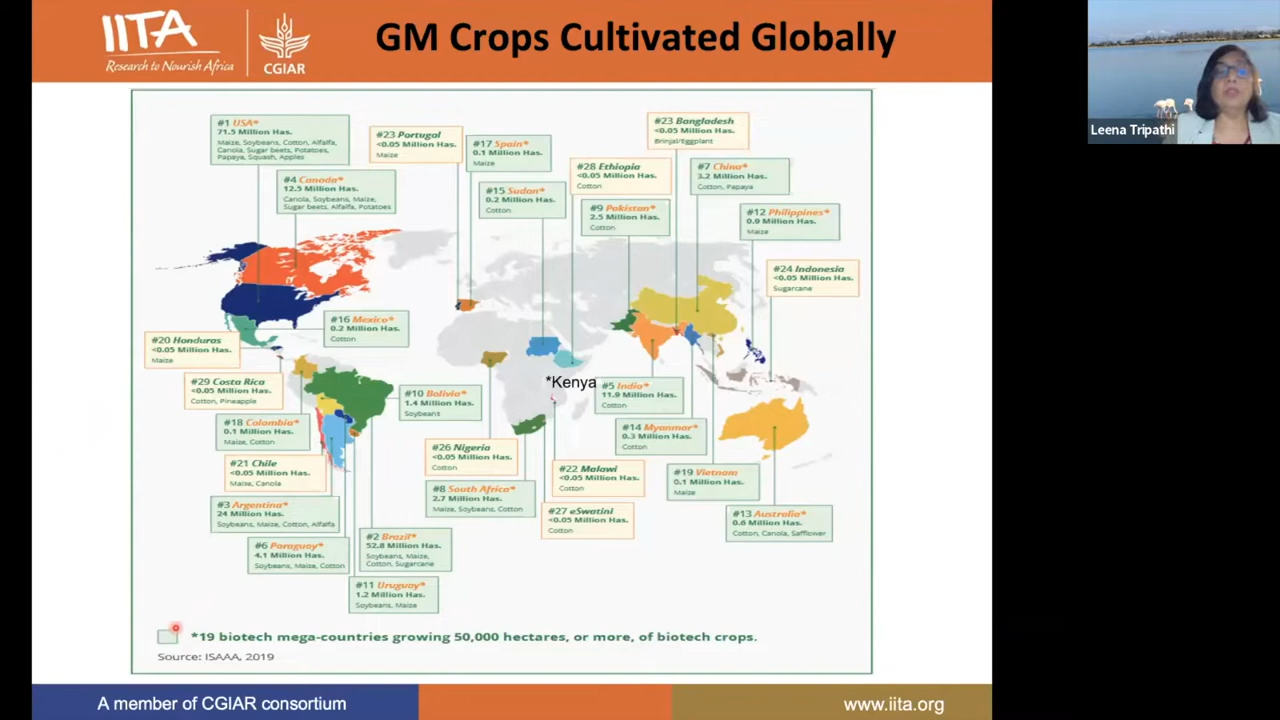 IITA
Research to Nourish Africa
CGIAR
GM Crops Cultivated Globally
Leena Tripathi
#1 USA*
71.5 Million Has.
Maize, Soybeans, Cotton, Alfalfa,
Canola, Sugar beets, Potatoes,
Papaya, Squash, Apples
#4 Canada*
12.5 Million Has.
Canola, Soybeans, Maize,
Sugar beets, Alfalfa, Potatoes
#23 Portugal
<0.05 Million Has.
Maize
#17 Spain*
0.1 Million Has.
Maize
#15 Sudan*
0.2 Million Has.
Cotton
#28 Ethiopia
<0.05 Million Has.
Cotton
#9 Pakistan*
2.5 Million Has.
Cotton
#23 Bangladesh
<0.05 Million Has.
Brinjal/Eggplant
#7 China*
3.2 Million Has.
Cotton, Papaya
#12 Philippines*
0.9 Million Has.
Maize
#24 Indonesia
<0.05 Million Has.
Sugarcane
#16 Mexico*
0.2 Million Has.
Cotton
#20 Honduras
<0.05 Million Has.
Maize
#29 Costa Rica
<0.05 Million Has.
Cotton, Pineapple
#18 Colombia*
0.1 Million Has.
Maize, Cotton
#21 Chile
<0.05 Million Has.
Maize, Canola
#3 Argentina*
24 Million Has.
Soybeans, Maize, Cotton, Alfalfa
#6 Paraguay*
4.1 Million Has.
Soybeans, Maize, Cotton
#10 Bolivia*
1.4 Million Has.
Soybeans
#2 Brazil*
52.8 Million Has.
Soybeans, Maize,
Cotton, Sugarcane
#11 Uruguay*
1.2 Million Has.
Soybeans, Maize
*Kenya
#26 Nigeria
<0.05 Million Has.
Cotton
#8 South Africa*
2.7 Million Has.
Maize, Soybeans, Cotton
#22 Malawi
<0.05 Million Has.
Cotton
#27 eSwatini
<0.05 Million Has.
Cotton
#5 India*
11.9 Million Has.
Cotton
#14 Myanmar*
0.3 Million Has.
Cotton
#19 Vietnam
0.1 Million Has.
Maize
#13 Australia*
0.6 Million Has.
Cotton, Canola, Safflower
*19 biotech mega-countries growing 50,000 hectares, or more, of biotech crops.
Source: ISAAA, 2019
A member of CGIAR consortium
www.iita.org